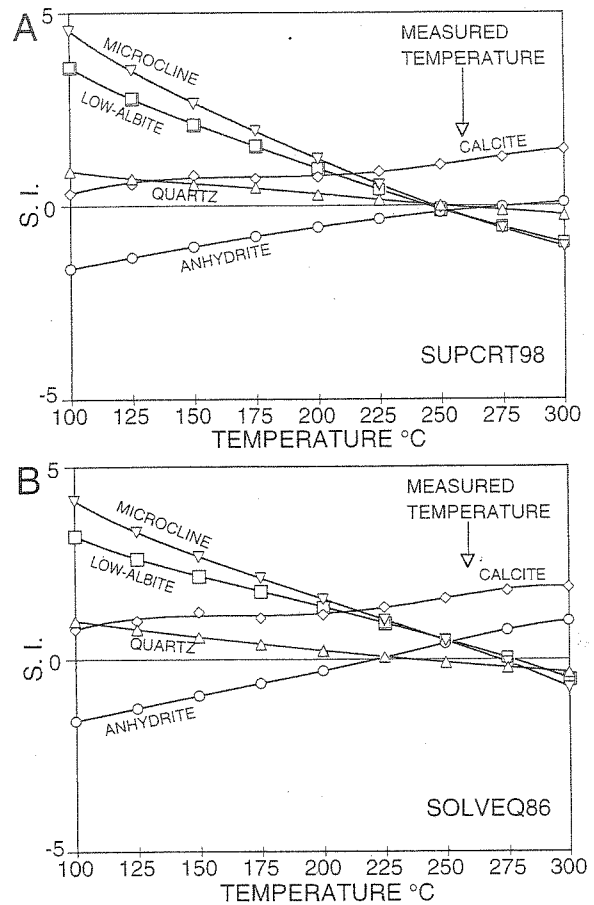 A
5
MICROCLINE
MEASURED
TEMPERATURE
LOW-ALBITE
CALCITE
S. I.
0
QUARTZ
ANHYDRITE
SUPCRT98
-5
100 125 150 175 200 225 250 275 300
TEMPERATURE °C
B
5
MICROCLINE
MEASURED
TEMPERATURE
LOW-ALBITE
CALCITE
S. I.
0
QUARTZ
ANHYDRITE
SOLVEQ86
-5
100 125 150 175 200 225 250 275 300
TEMPERATURE °C